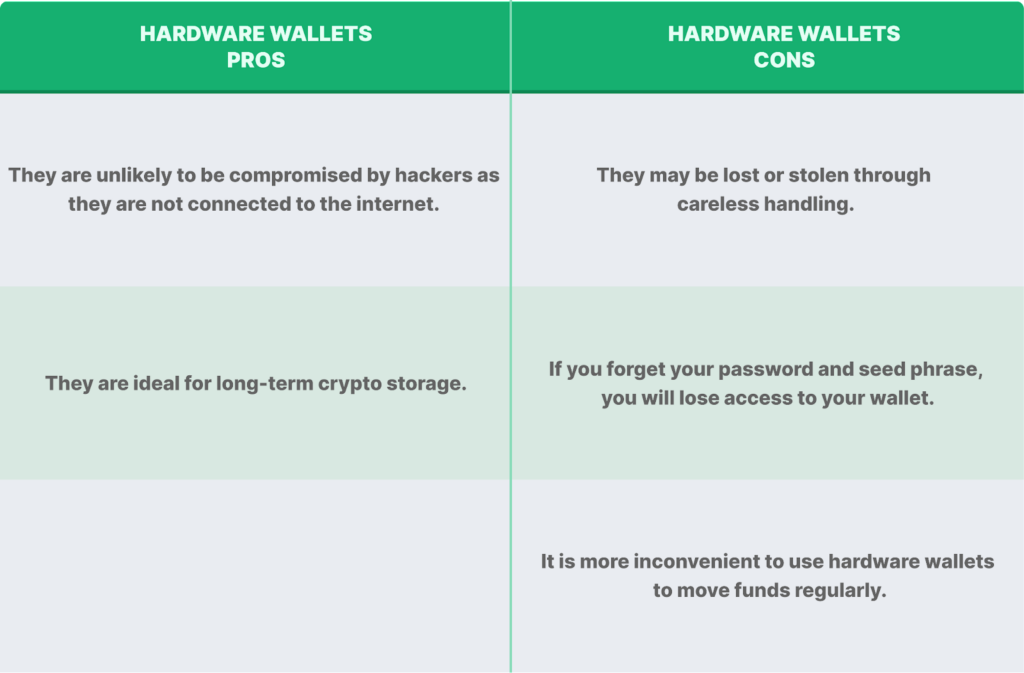 HARDWARE WALLETS
PROS
HARDWARE WALLETS
CONS
They are unlikely to be compromised by hackers as
they are not connected to the internet.
They may be lost or stolen through
careless handling.
They are ideal for long-term crypto storage.
If you forget your password and seed phrase,
you will lose access to your wallet.
It is more inconvenient to use hardware wallets
to move funds regularly.